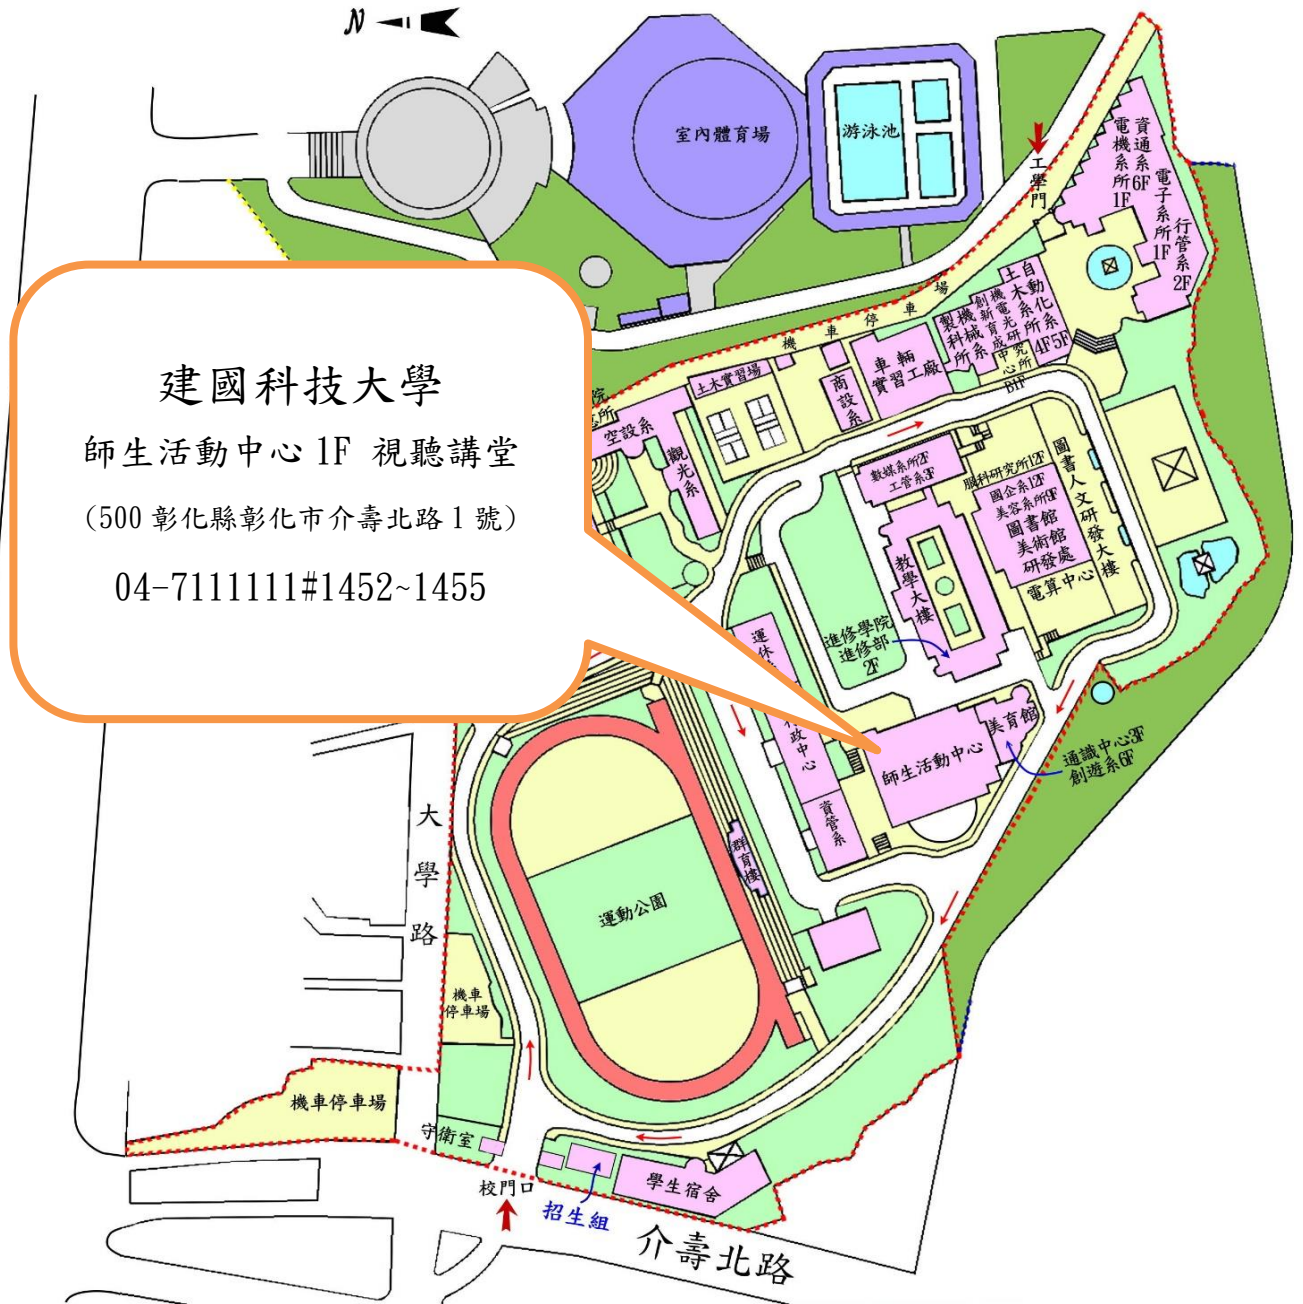 N
室內體育場
游泳池
工學門
資通系6F
電機系所1F
電子系所1F
行管系2F
機車停車場
自動化系5F
土木系所4F
機電光研究所
創新育成中心B1F
機械系
製科所
車輛實習工廠
商設系
土木實習場
空設系
觀光系
建國科技大學
師生活動中心 1F 視聽講堂
(500 彰化縣彰化市介壽北路 1 號)
04-7111111#1452~1455
數媒系所2F
工管系3F
腦科研究所12F
國企系12F
美容系所9F
圖書館
美術館
研發處
電算中心
圖書人文研發大樓
教學大樓
進修學院
進修部
2F
運休
政中心
資管系
師生活動中心
美育館
通識中心3F
創遊系6F
群育樓
運動公園
大學路
機車
停車場
機車停車場
守衛室
校門口
招生組
學生宿舍
介壽北路